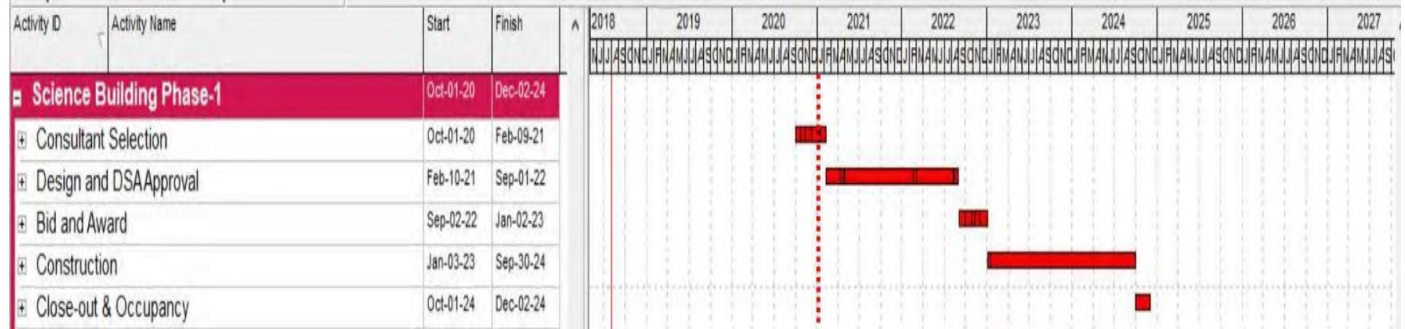 Activity ID Activity Name Start Finish 2018 2019 2020 2021 2022 2023 2024 2025 2026 2027
Science Building Phase-1 Oct-01-20 Dec-02-24
Consultant Selection Oct-01-20 Feb-09-21
Design and DSA Approval Feb-10-21 Sep-01-22
Bid and Award Sep-02-22 Jan-02-23
Construction Jan-03-23 Sep-30-24
Close-out & Occupancy Oct-01-24 Dec-02-24